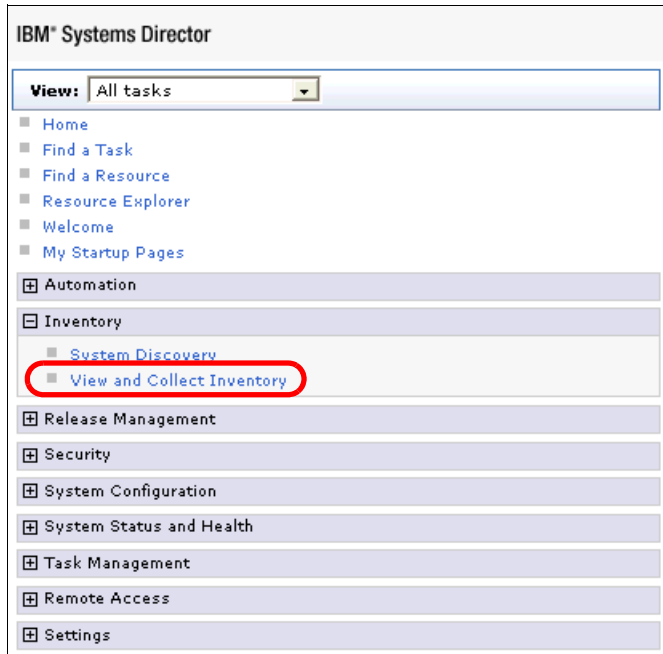 IBM® Systems Director
View: All tasks
Home
Find a Task
Find a Resource
Resource Explorer
Welcome
My Startup Pages
Automation
Inventory
System Discovery
View and Collect Inventory
Release Management
Security
System Configuration
System Status and Health
Task Management
Remote Access
Settings